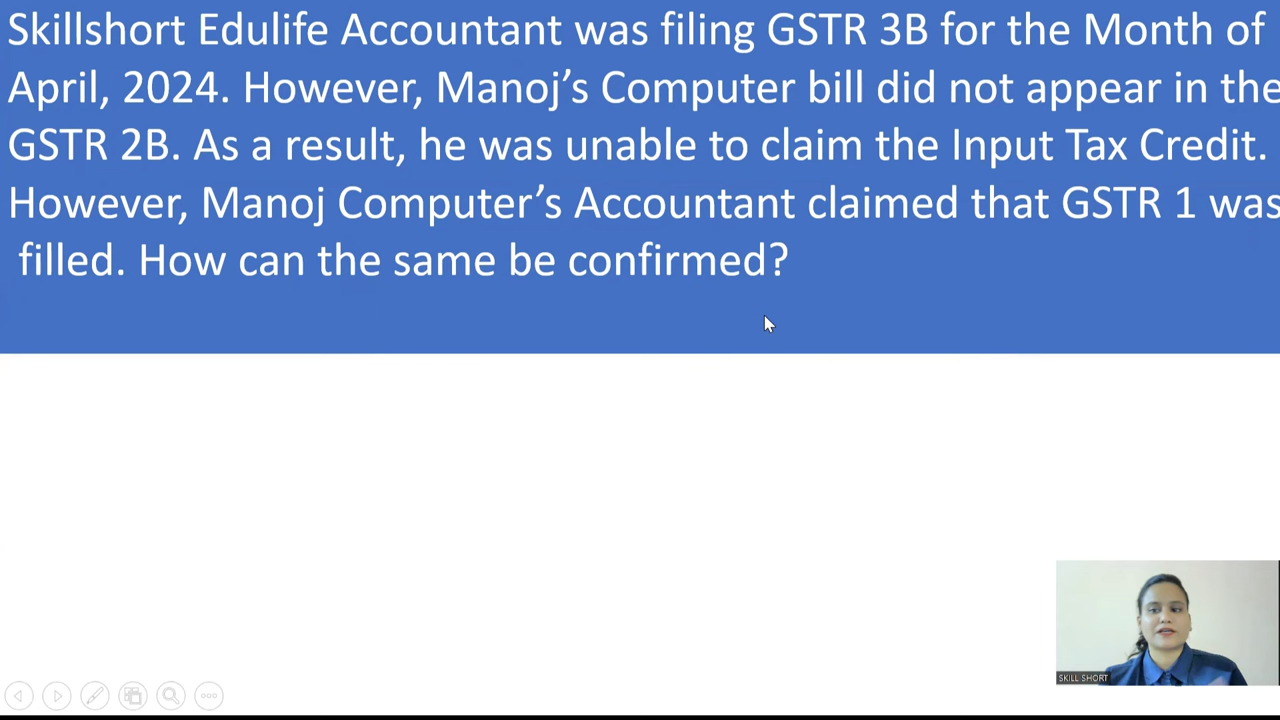 Skillshort Edulife Accountant was filing GSTR 3B for the Month of
April, 2024. However, Manoj’s Computer bill did not appear in the
GSTR 2B. As a result, he was unable to claim the Input Tax Credit.
However, Manoj Computer’s Accountant claimed that GSTR 1 was
filled. How can the same be confirmed?
SKILL SHORT